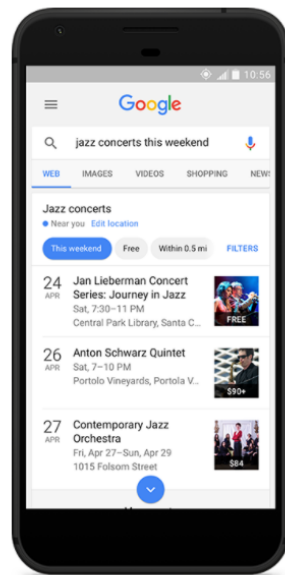 10:56
Google
jazz concerts this weekend
WEB IMAGES VIDEOS SHOPPING NEWS
Jazz concerts
Near you Edit location
This weekend Free Within 0.5 mi FILTERS
24 Jan Lieberman Concert
APR Series: Journey in Jazz
Sat, 7:30–11 PM
Central Park Library, Santa C...
FREE
26 Anton Schwarz Quintet
APR Sat, 7–10 PM
Portolo Vineyards, Portola V...
$90+
27 Contemporary Jazz
APR Orchestra
Fri, Apr 27–Sun, Apr 29
1015 Folsom Street
$84